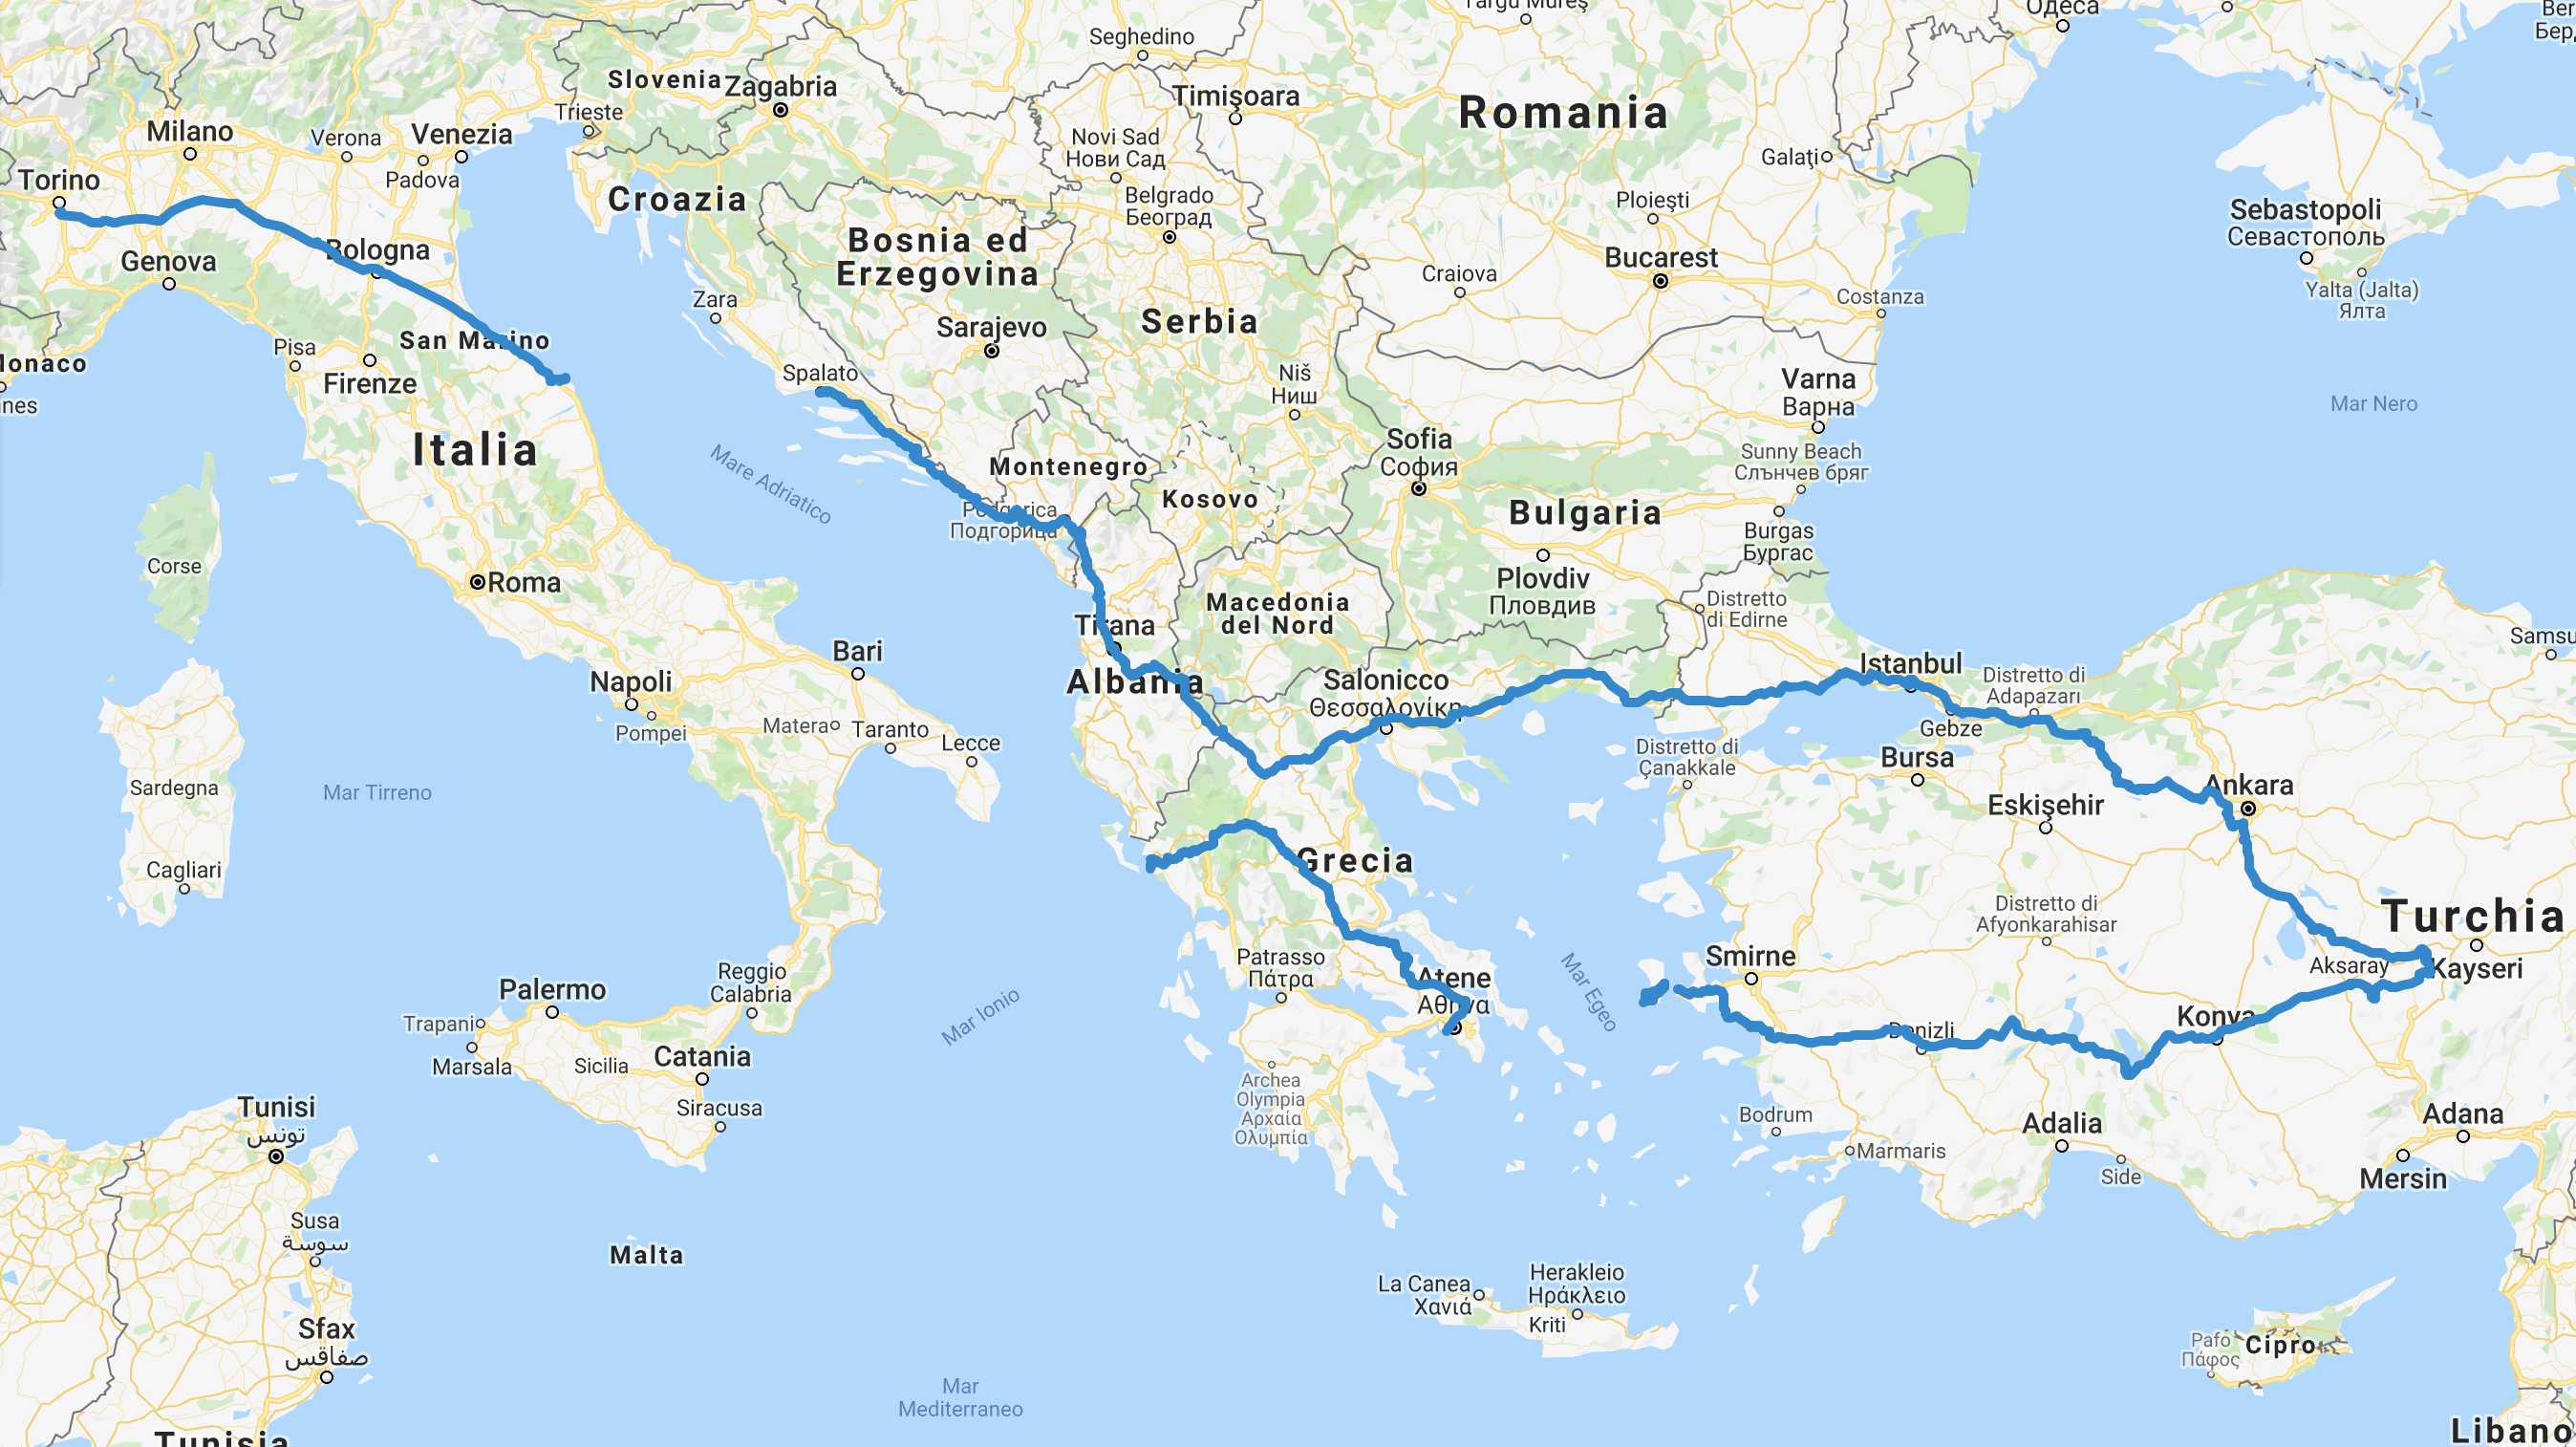 Târgu Mureș
Одеса
Seghedino
Slovenia
Zagabria
Timișoara
Romania
Trieste
Milano
Verona
Venezia
Padova
Novi Sad
Нови Сад
Galați
Torino
Croazia
Belgrado
Београд
Ploiești
Sebastopoli
Севастополь
Bosnia ed
Erzegovina
Bologna
Genova
Bucarest
Craiova
Yalta (Jalta)
Ялта
Costanza
Zara
Serbia
Sarajevo
San Marino
Pisa
Firenze
Monaco
nnes
Spalato
Niš
Ниш
Varna
Варна
Mar Nero
Italia
Sofia
София
Sunny Beach
Слънчев бряг
Mare Adriatico
Montenegro
Kosovo
Podgorica
Подгорица
Bulgaria
Burgas
Бургас
Corse
Roma
Plovdiv
Пловдив
Macedonia
del Nord
Distretto
di Edirne
Tirana
Samsu
Bari
Istanbul
Albania
Salonicco
Θεσσαλονίκη
Distretto di
Adapazarı
Napoli
Pompei
Matera
Taranto
Lecce
Gebze
Distretto di
Çanakkale
Bursa
Sardegna
Mar Tirreno
Ankara
Eskişehir
Cagliari
Grecia
Distretto di
Afyonkarahisar
Turchia
Patrasso
Πάτρα
Smirne
Aksaray
Kayseri
Atene
Αθήνα
Mar Egeo
Palermo
Reggio
Calabria
Mar Ionio
Trapani
Marsala
Sicilia
Catania
Konya
Denizli
Archea
Olympia
Αρχαία
Ολυμπία
Tunisi
تونس
Siracusa
Bodrum
Adalia
Adana
Marmaris
Side
Mersin
Susa
سوسة
Malta
La Canea
Χανιά
Herakleio
Ηράκλειο
Kriti
Sfax
صفاقس
Pafo
Πάφος
Cipro
Mar
Mediterraneo
Tunisia
Libano